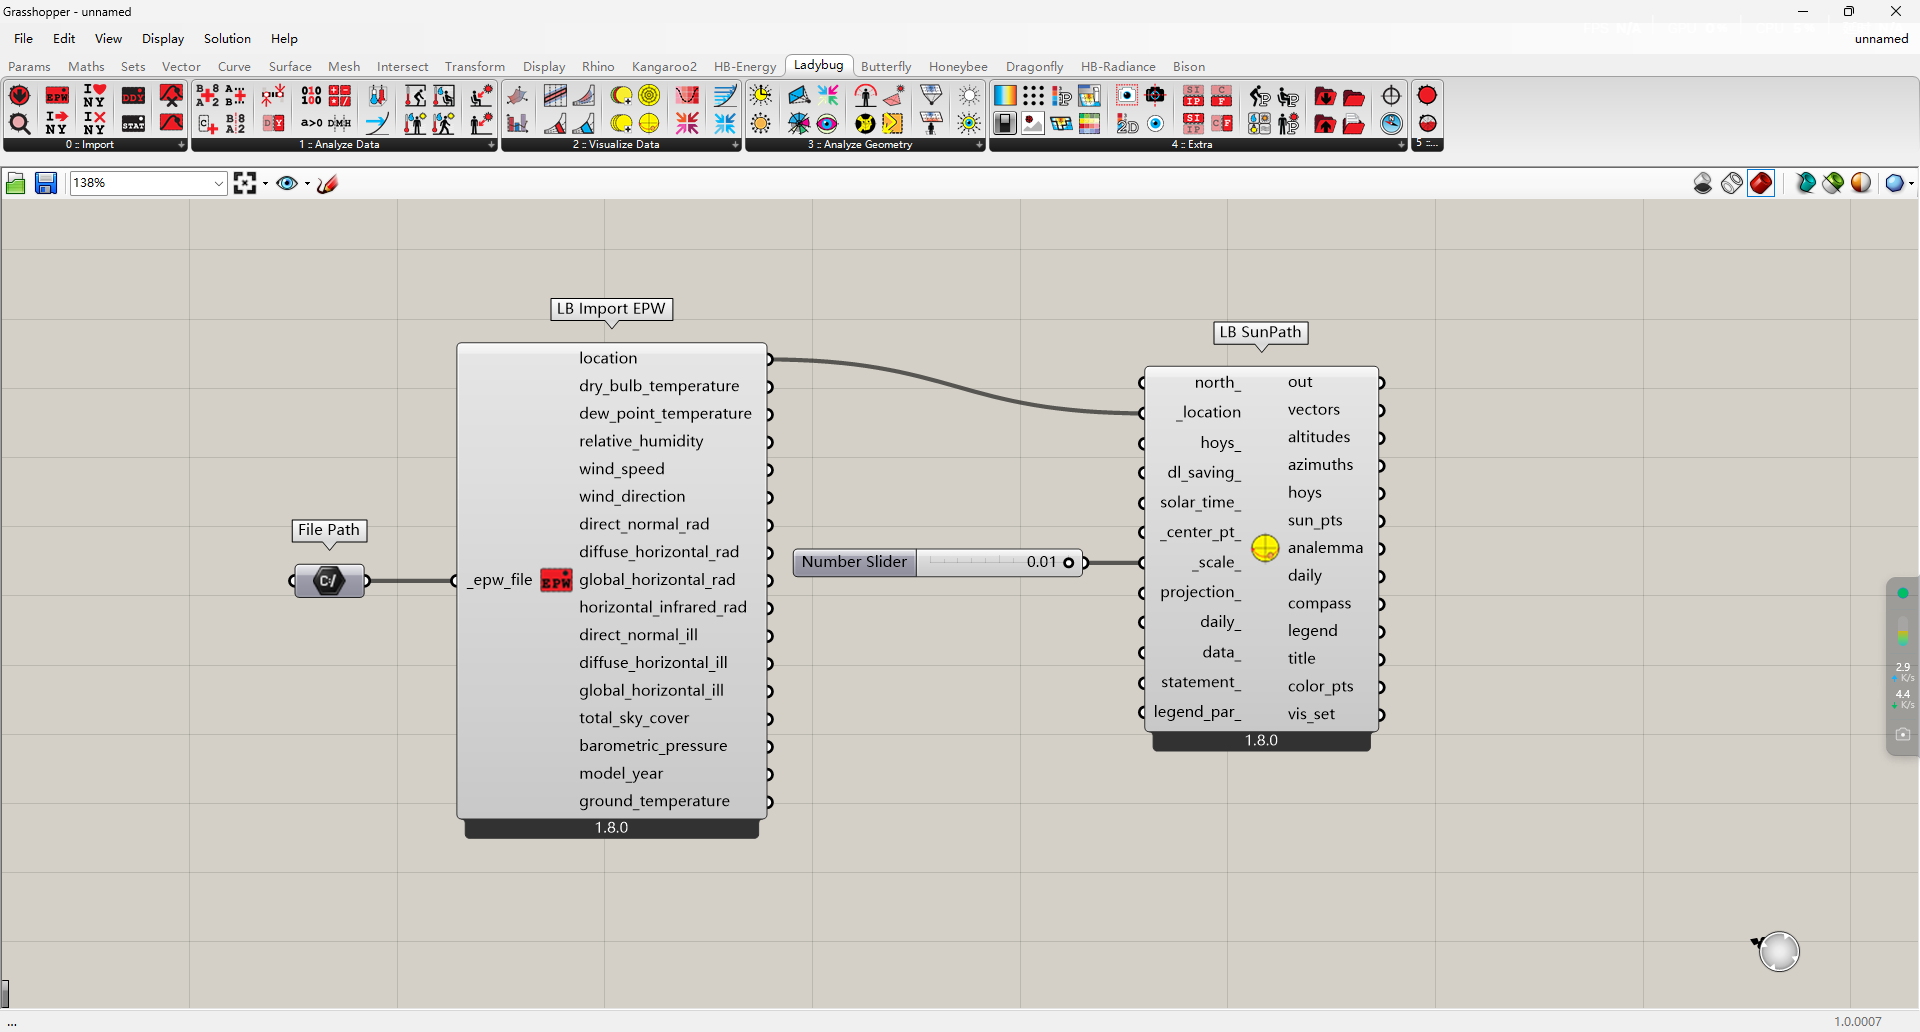 Grasshopper - unnamed
File Edit View Display Solution Help
unnamed
Params Maths Sets Vector Curve Surface Mesh Intersect Transform Display Rhino Kangaroo2 HB-Energy Ladybug Butterfly Honeybee Dragonfly HB-Radiance Bison
0 :: Import
1 :: Analyze Data
2 :: Visualize Data
3 :: Analyze Geometry
4 :: Extra
5 ::...
138%
LB Import EPW
location
dry_bulb_temperature
dew_point_temperature
relative_humidity
wind_speed
wind_direction
direct_normal_rad
diffuse_horizontal_rad
_epw_file
EPW
global_horizontal_rad
horizontal_infrared_rad
direct_normal_ill
diffuse_horizontal_ill
global_horizontal_ill
total_sky_cover
barometric_pressure
model_year
ground_temperature
1.8.0
File Path
C:/
Number Slider
0.01
LB SunPath
north_
_location
hoys_
dl_saving_
solar_time_
_center_pt_
_scale_
projection_
daily_
data_
statement_
legend_par_
out
vectors
altitudes
azimuths
hoys
sun_pts
analemma
daily
compass
legend
title
color_pts
vis_set
1.8.0
2.9
K/s
4.4
K/s
...
1.0.0007